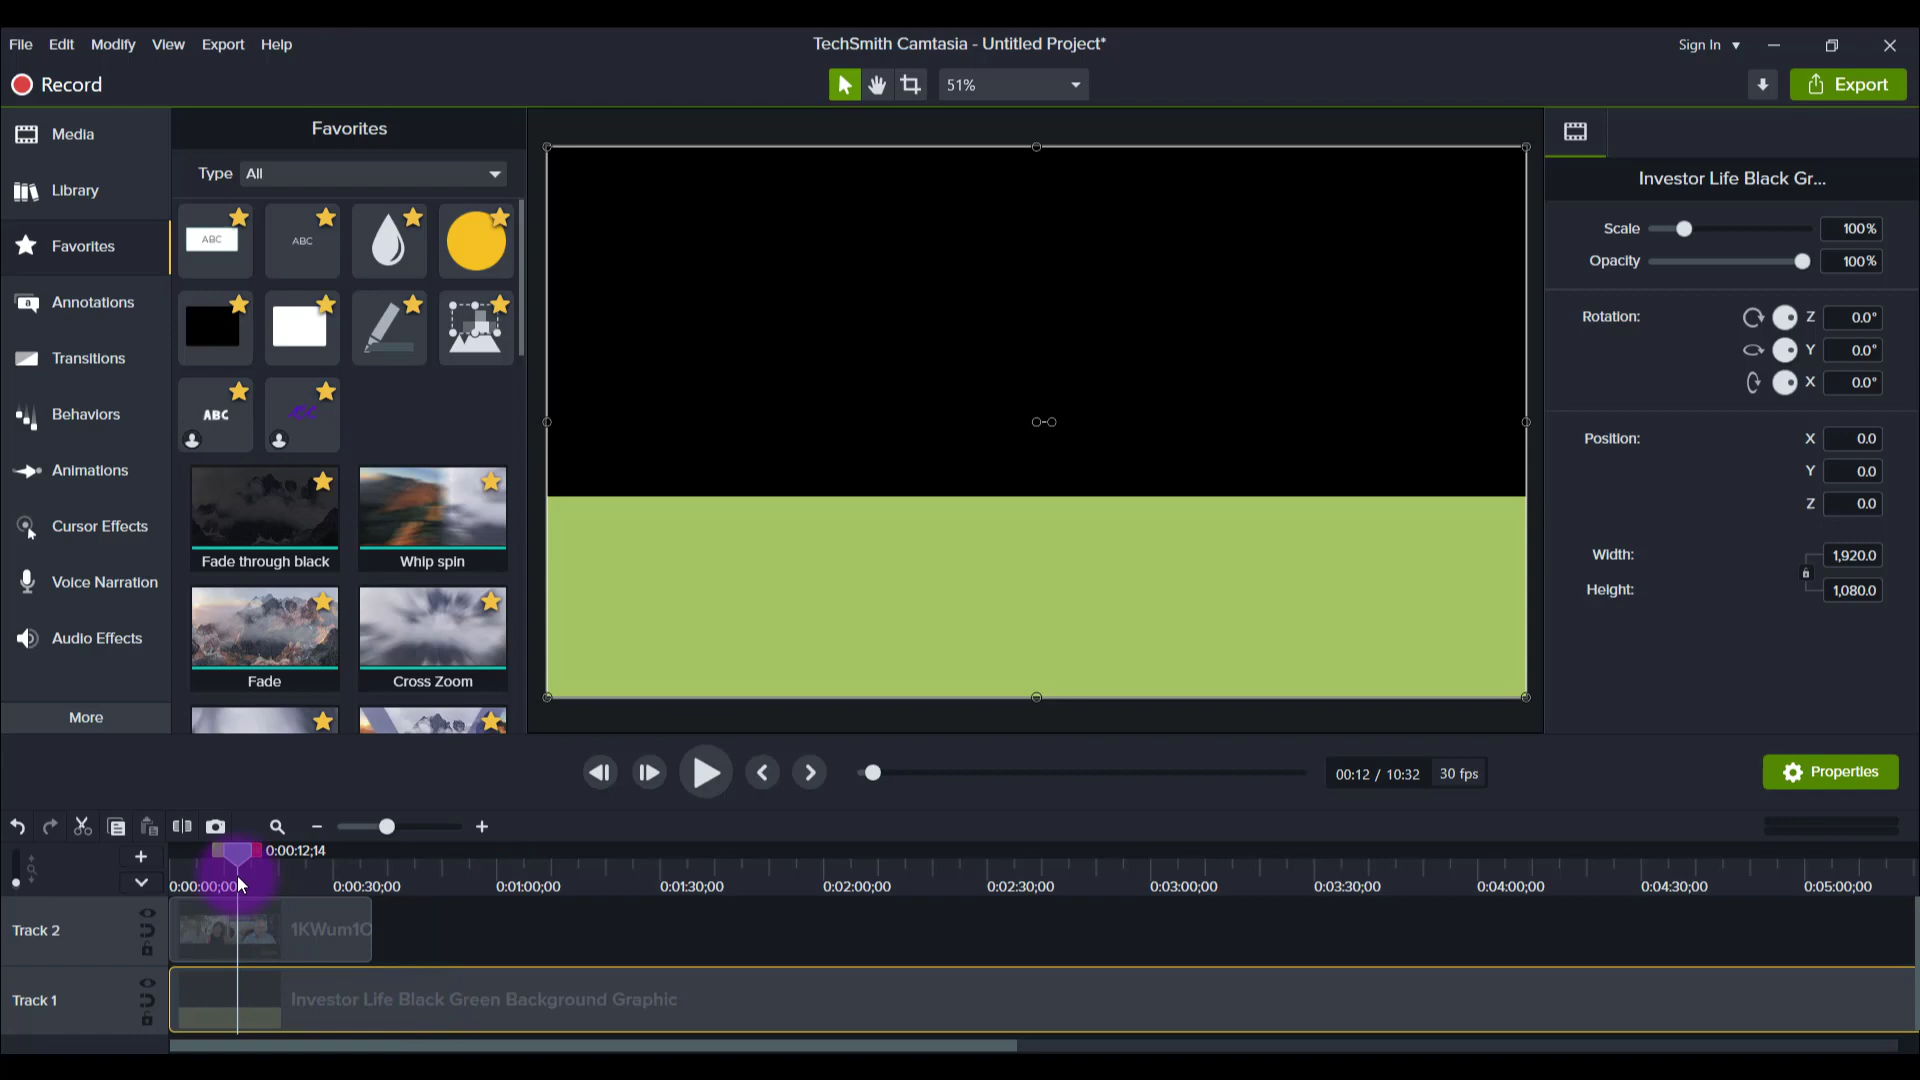 File Edit Modify View Export Help
TechSmith Camtasia - Untitled Project*
Sign In
Record
51%
Export
Media
Library
Favorites
Annotations
Transitions
Behaviors
Animations
Cursor Effects
Voice Narration
Audio Effects
More
Favorites
Type All
ABC
ABC
ABC
ABC
Fade through black
Whip spin
Fade
Cross Zoom
Investor Life Black Gr...
Scale 100%
Opacity 100%
Rotation: Z 0.0°
Y 0.0°
X 0.0°
Position: X 0.0
Y 0.0
Z 0.0
Width: 1,920.0
Height: 1,080.0
00:12 / 10:32 30 fps
Properties
0:00:12;14
0:00:00;00 0:00:30;00 0:01:00;00 0:01:30;00 0:02:00;00 0:02:30;00 0:03:00;00 0:03:30;00 0:04:00;00 0:04:30;00 0:05:00;00
Track 2
1KWum1C
Track 1
Investor Life Black Green Background Graphic